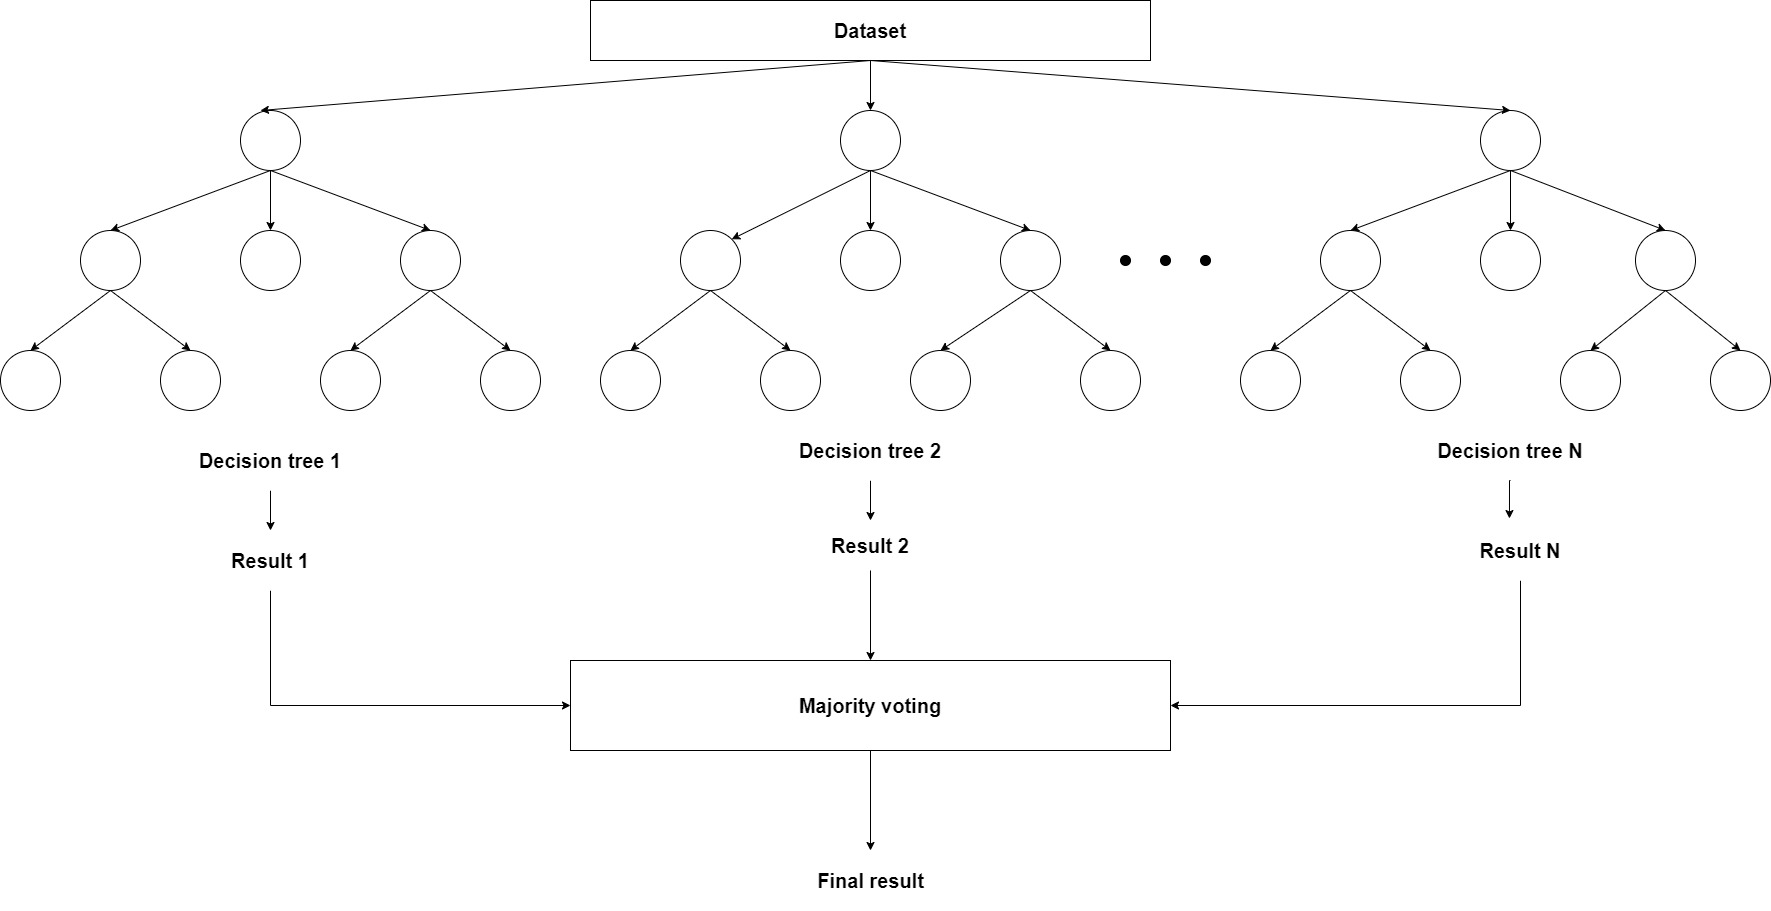 Dataset
Decision tree 1
Decision tree 2
Decision tree N
Result 1
Result 2
Result N
Majority voting
Final result